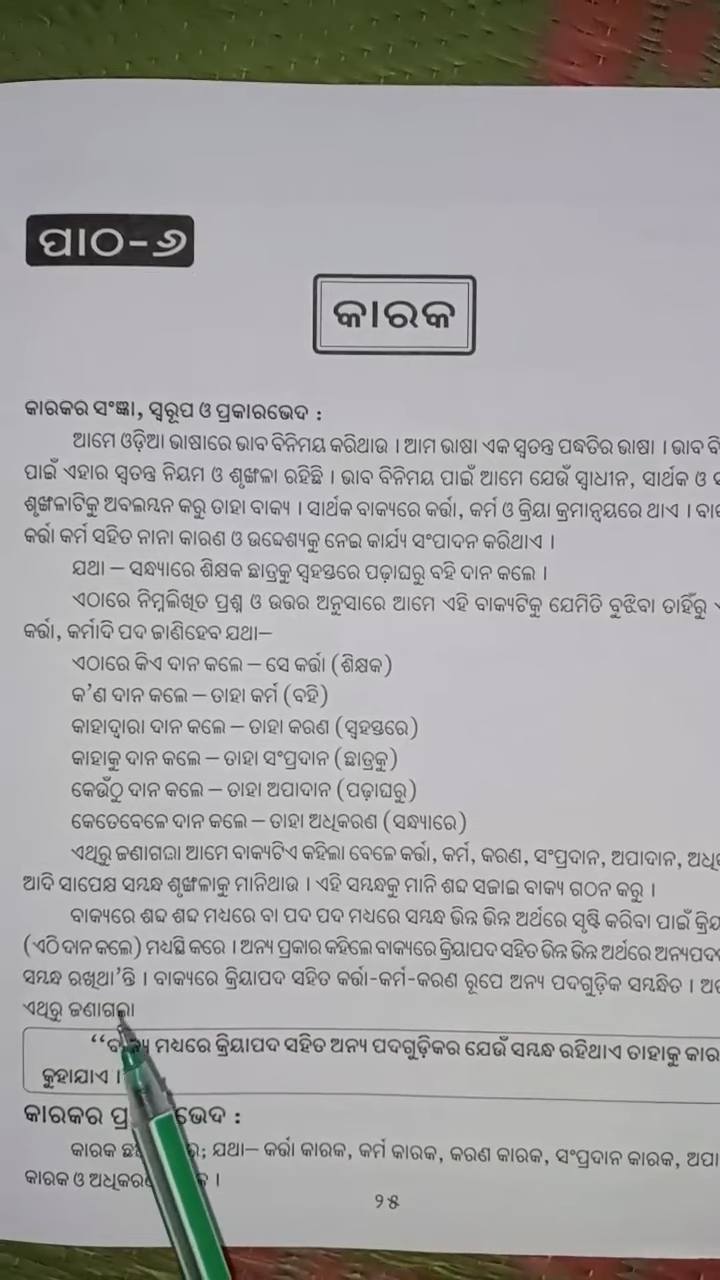 ପାଠ-୬
କାରକ
କାରକର ସଂଜ୍ଞା, ସ୍ୱରୂପ ଓ ପ୍ରକାରଭେଦ :
ଆମେ ଓଡ଼ିଆ ଭାଷାରେ ଭାବ ବିନିମୟ କରିଥାଉ । ଆମ ଭାଷା ଏକ ସ୍ୱତନ୍ତ୍ର ପଦ୍ଧତିର ଭାଷା । ଭାବ
ପାଇଁ ଏହାର ସ୍ୱତନ୍ତ୍ର ନିୟମ ଓ ଶୃଙ୍ଖଳା ରହିଛି । ଭାବ ବିନିମୟ ପାଇଁ ଆମେ ଯେଉଁ ସ୍ୱାଧୀନ, ସାର୍ଥକ ଓ
ଶୃଙ୍ଖଳାଟିକୁ ଅବଲମ୍ବନ କରୁ ତାହା ବାକ୍ୟ । ସାର୍ଥକ ବାକ୍ୟରେ କର୍ତ୍ତା, କର୍ମ ଓ କ୍ରିୟା କ୍ରମାନ୍ୱୟରେ ଥାଏ ।
କର୍ତ୍ତା କର୍ମ ସହିତ ନାନା କାରଣ ଓ ଉଦ୍ଦେଶ୍ୟକୁ ନେଇ କାର୍ଯ୍ୟ ସଂପାଦନ କରିଥାଏ ।
ଯଥା – ସନ୍ଧ୍ୟାରେ ଶିକ୍ଷକ ଛାତ୍ରକୁ ସ୍ୱହସ୍ତରେ ପଢ଼ାଘରୁ ବହି ଦାନ କଲେ ।
ଏଠାରେ ନିମ୍ନଲିଖିତ ପ୍ରଶ୍ନ ଓ ଉତ୍ତର ଅନୁସାରେ ଆମେ ଏହି ବାକ୍ୟଟିକୁ ଯେମିତି ବୁଝିବା ତହିଁରୁ
କର୍ତ୍ତା, କର୍ମାଦି ପଦ ଜାଣିହେବ ଯଥା–
ଏଠାରେ କିଏ ଦାନ କଲେ – ସେ କର୍ତ୍ତା (ଶିକ୍ଷକ)
କ'ଣ ଦାନ କଲେ – ତାହା କର୍ମ (ବହି)
କାହାଦ୍ୱାରା ଦାନ କଲେ – ତାହା କରଣ (ସ୍ୱହସ୍ତରେ)
କାହାକୁ ଦାନ କଲେ – ତାହା ସଂପ୍ରଦାନ (ଛାତ୍ରକୁ)
କେଉଁଠୁ ଦାନ କଲେ – ତାହା ଅପାଦାନ (ପଢ଼ାଘରୁ)
କେତେବେଳେ ଦାନ କଲେ – ତାହା ଅଧିକରଣ (ସନ୍ଧ୍ୟାରେ)
ଏଥିରୁ ଜଣାଗଲା ଆମେ ବାକ୍ୟଟିଏ କହିଲା ବେଳେ କର୍ତ୍ତା, କର୍ମ, କରଣ, ସଂପ୍ରଦାନ, ଅପାଦାନ,
ଆଦି ସାପେକ୍ଷ ସମ୍ବନ୍ଧ ଶୃଙ୍ଖଳାକୁ ମାନିଥାଉ । ଏହି ସମ୍ବନ୍ଧକୁ ମାନି ଶବ୍ଦ ସଜାଇ ବାକ୍ୟ ଗଠନ କରୁ ।
ବାକ୍ୟରେ ଶବ୍ଦ ଶବ୍ଦ ମଧ୍ୟରେ ବା ପଦ ପଦ ମଧ୍ୟରେ ସମ୍ବନ୍ଧ ଭିନ୍ନ ଭିନ୍ନ ଅର୍ଥରେ ସୃଷ୍ଟି କରିବା ପାଇଁ
(ଏଠି ଦାନ କଲେ) ମଧ୍ୟସ୍ଥି କରେ । ଅନ୍ୟ ପ୍ରକାର କହିଲେ ବାକ୍ୟରେ କ୍ରିୟାପଦ ସହିତ ଭିନ୍ନ ଭିନ୍ନ ଅର୍ଥରେ
ସମ୍ବନ୍ଧ ରଖିଥା'ନ୍ତି । ବାକ୍ୟରେ କ୍ରିୟାପଦ ସହିତ କର୍ତ୍ତା-କର୍ମ-କରଣ ରୂପେ ଅନ୍ୟ ପଦଗୁଡ଼ିକ ସମ୍ବନ୍ଧିତ ।
ଏଥିରୁ ଜଣାଗଲା
“ବାକ୍ୟ ମଧ୍ୟରେ କ୍ରିୟାପଦ ସହିତ ଅନ୍ୟ ପଦଗୁଡ଼ିକର ଯେଉଁ ସମ୍ବନ୍ଧ ରହିଥାଏ ତାହାକୁ
କୁହାଯାଏ ।
କାରକର
କାରକ ଯଥା– କର୍ତ୍ତା କାରକ, କର୍ମ କାରକ, କରଣ କାରକ, ସଂପ୍ରଦାନ କାରକ,
କାରକ ଓ
୨୫